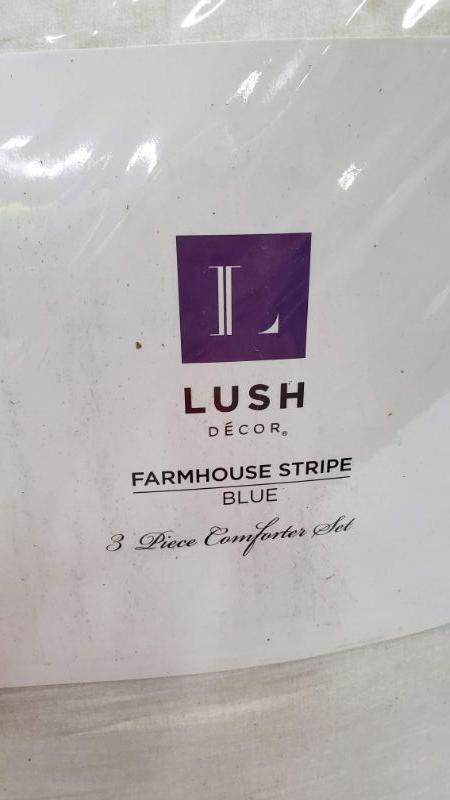 L
LUSH
DÉCOR®
FARMHOUSE STRIPE
BLUE
3 Piece Comforter Set